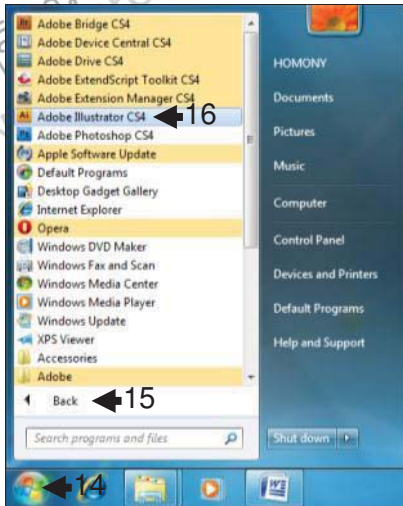 Adobe Bridge CS4
Adobe Device Central CS4
Adobe Drive CS4
Adobe ExtendScript Toolkit CS4
Adobe Extension Manager CS4
Ai Adobe Illustrator CS4 16
Ps Adobe Photoshop CS4
Apple Software Update
Default Programs
Desktop Gadget Gallery
Internet Explorer
Opera
Windows DVD Maker
Windows Fax and Scan
Windows Media Center
Windows Media Player
Windows Update
XPS Viewer
Accessories
Adobe
Back 15
Search programs and files
HOMONY
Documents
Pictures
Music
Computer
Control Panel
Devices and Printers
Default Programs
Help and Support
Shut down
14